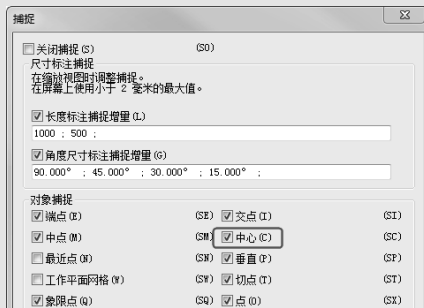 捕捉
关闭捕捉(S) (SO)
尺寸标注捕捉
在缩放视图时调整捕捉。
在屏幕上使用小于 2 毫米的最大值。
长度标注捕捉增量(L)
1000 ; 500 ;
角度尺寸标注捕捉增量(G)
90.000° ; 45.000° ; 30.000° ; 15.000° ;
对象捕捉
端点(E) (SE) 交点(I) (SI)
中点(M) (SM) 中心(C) (SC)
最近点(N) (SN) 垂直(P) (SP)
工作平面网格(W) (SW) 切点(T) (ST)
象限点(Q) (SQ) 点(O) (SX)